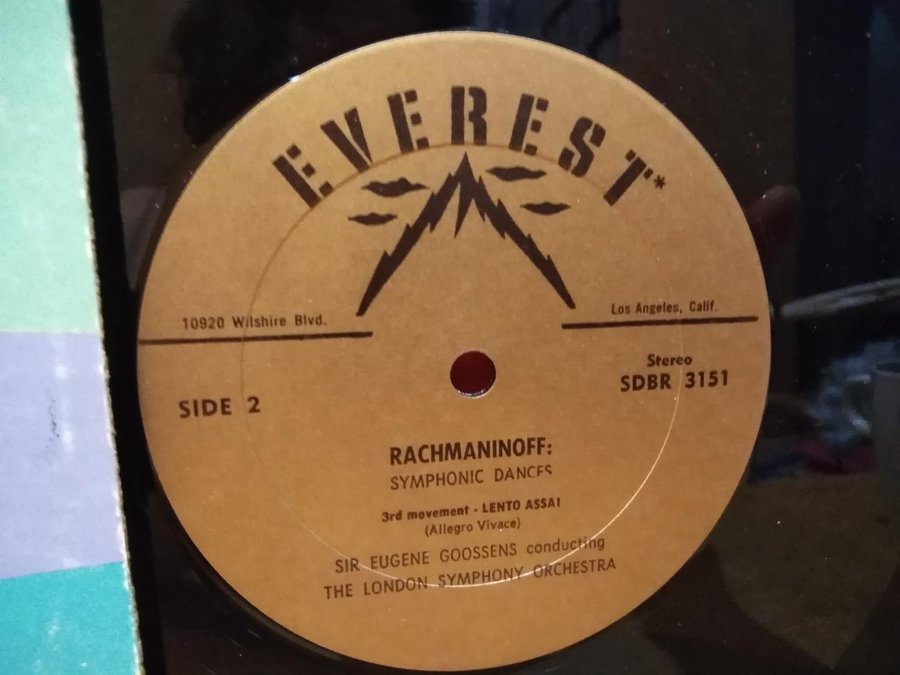 EVEREST*
10920 Wilshire Blvd.
Los Angeles, Calif.
Stereo
SDBR 3151
SIDE 2
RACHMANINOFF:
SYMPHONIC DANCES
3rd movement - LENTO ASSAI
(Allegro Vivace)
SIR EUGENE GOOSSENS conducting
THE LONDON SYMPHONY ORCHESTRA